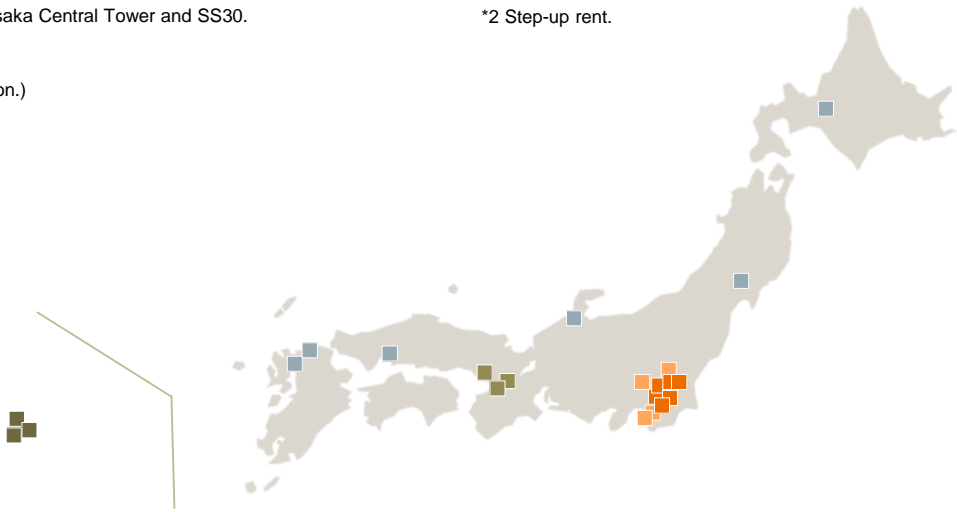 saka Central Tower and SS30.
*2 Step-up rent.
on.)